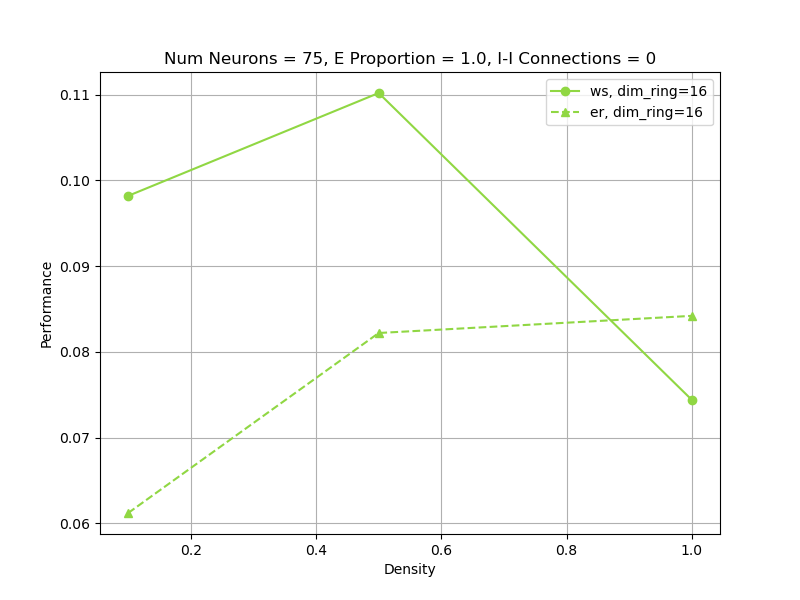 Num Neurons = 75, E Proportion = 1.0, I-I Connections = 0
ws, dim_ring=16
er, dim_ring=16
0.11
0.10
0.09
0.08
0.07
0.06
Performance
0.2 0.4 0.6 0.8 1.0
Density